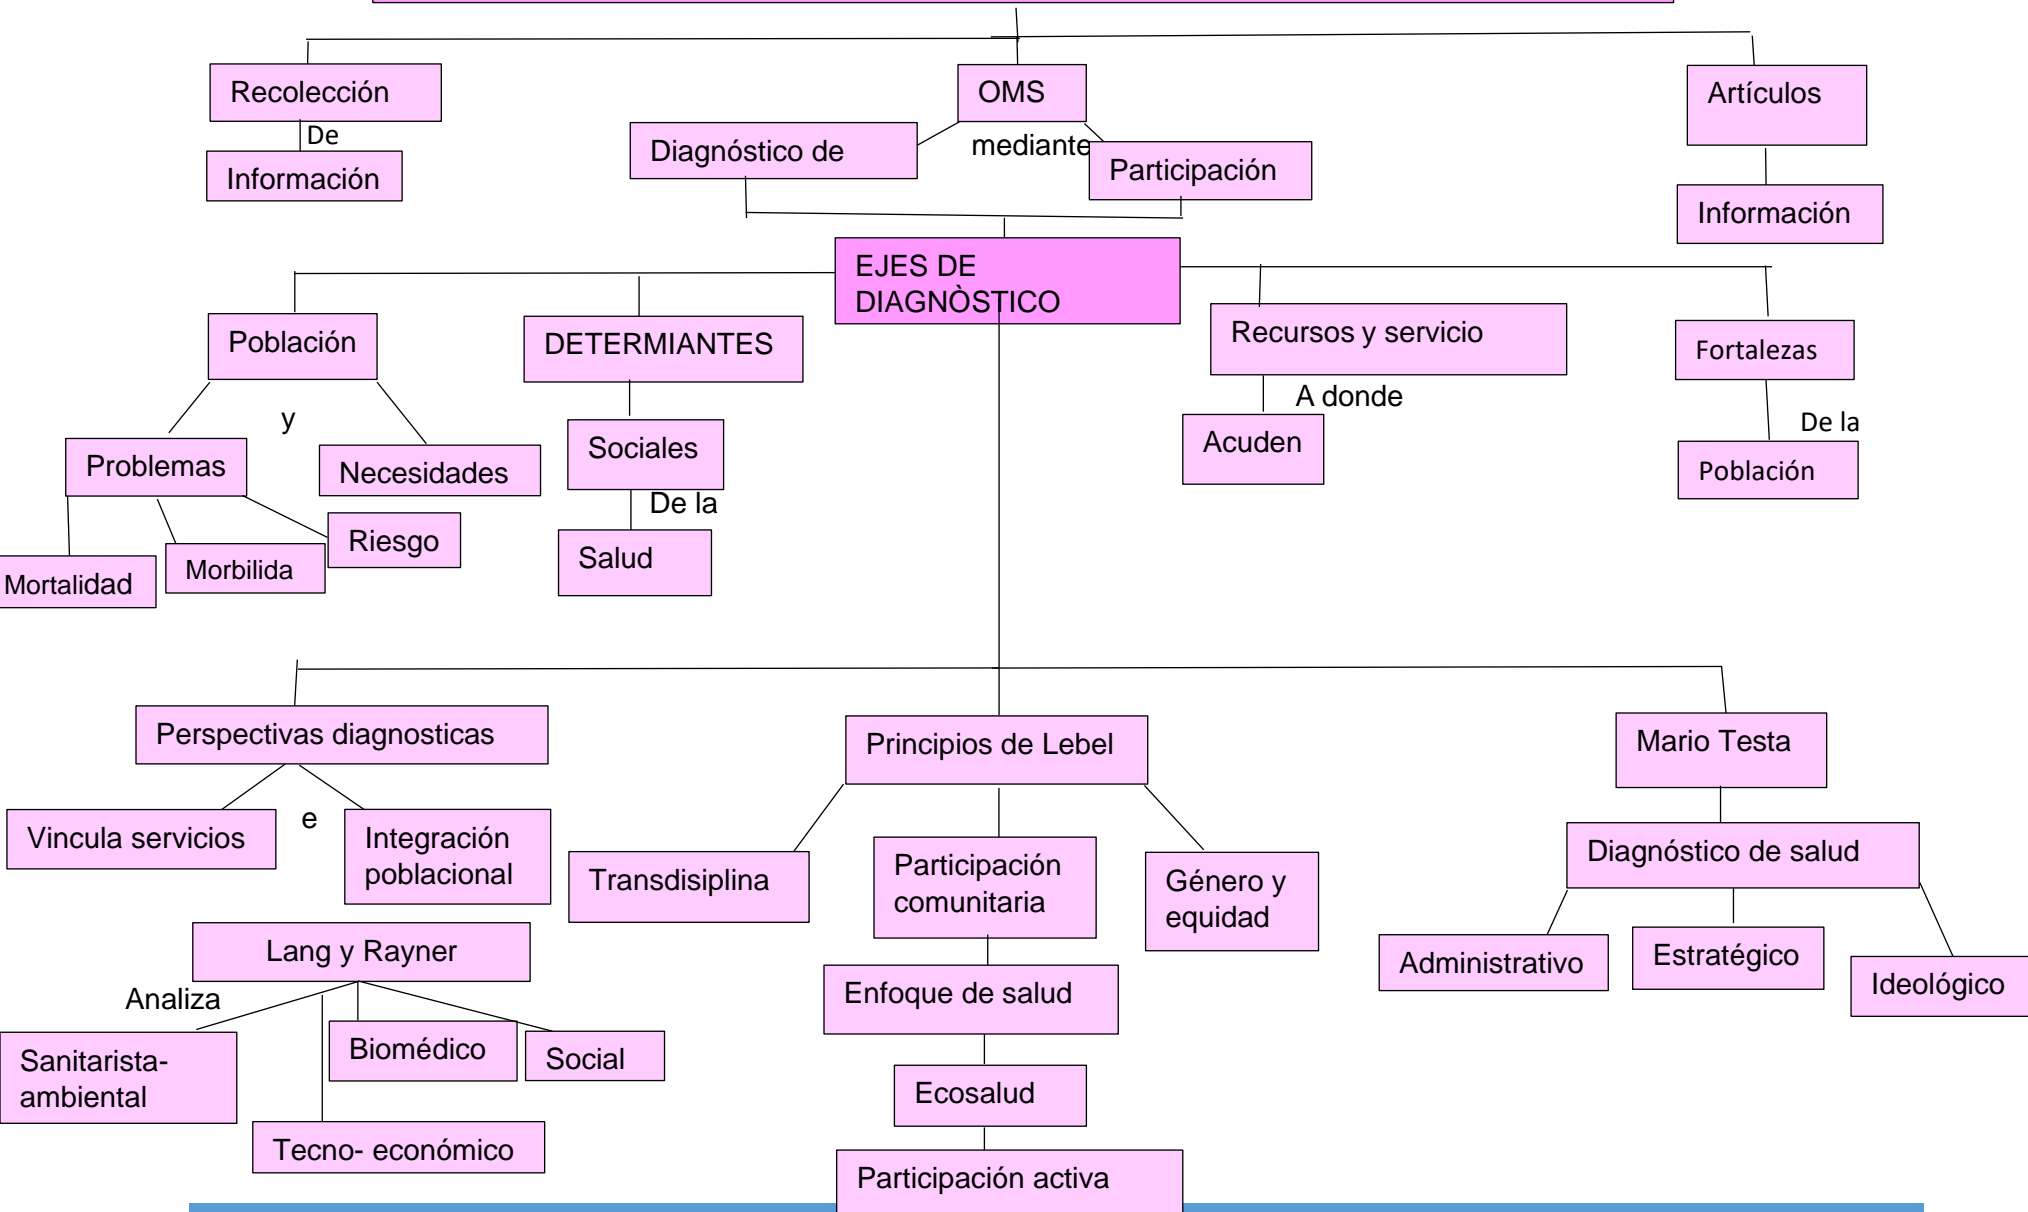 Recolección
De
Información
OMS
Diagnóstico de
mediante
Participación
Artículos
Información
EJES DE
DIAGNÒSTICO
Población
y
Problemas
Necesidades
Mortalidad
Morbilida
Riesgo
DETERMIANTES
Sociales
De la
Salud
Recursos y servicio
A donde
Acuden
Fortalezas
De la
Población
Perspectivas diagnosticas
Vincula servicios
e
Integración
poblacional
Lang y Rayner
Analiza
Sanitarista-
ambiental
Biomédico
Social
Tecno- económico
Principios de Lebel
Transdisiplina
Participación
comunitaria
Género y
equidad
Enfoque de salud
Ecosalud
Participación activa
Mario Testa
Diagnóstico de salud
Administrativo
Estratégico
Ideológico